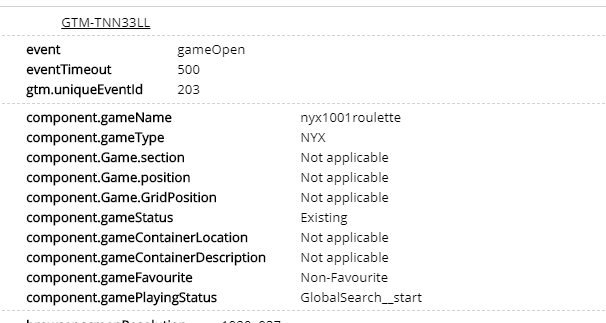 GTM-TNN33LL
event gameOpen
eventTimeout 500
gtm.uniqueEventId 203
component.gameName nyx1001roulette
component.gameType NYX
component.Game.section Not applicable
component.Game.position Not applicable
component.Game.GridPosition Not applicable
component.gameStatus Existing
component.gameContainerLocation Not applicable
component.gameContainerDescription Not applicable
component.gameFavourite Non-Favourite
component.gamePlayingStatus GlobalSearch__start